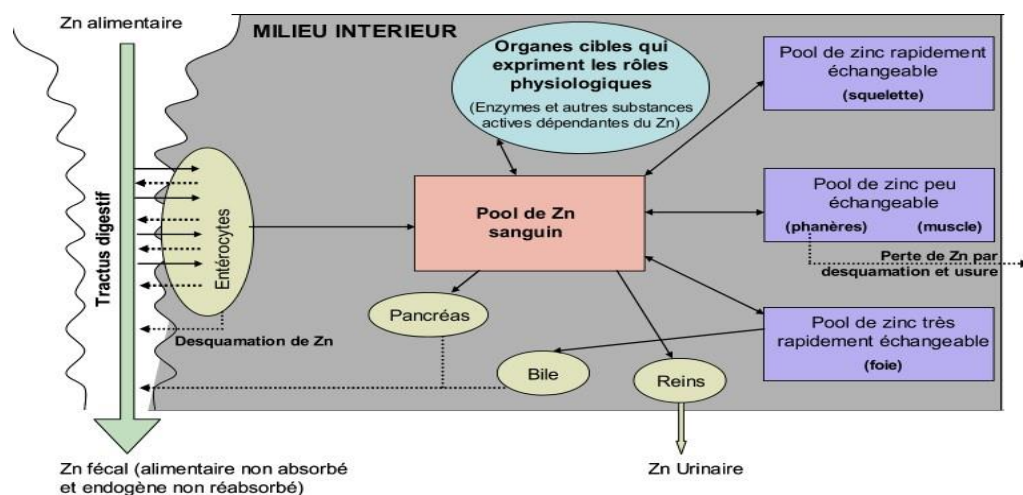 Zn alimentaire
MILIEU INTERIEUR
Organes cibles qui
expriment les rôles
physiologiques
(Enzymes et autres substances
actives dépendantes du Zn)
Pool de zinc rapidement
échangeable
(squelette)
Tractus digestif
Entérocytes
Pool de Zn
sanguin
Pool de zinc peu
échangeable
(phanères) (muscle)
Perte de Zn par
desquamation et usure
Pancréas
Desquamation de Zn
Pool de zinc très
rapidement échangeable
(foie)
Bile
Reins
Zn fécal (alimentaire non absorbé
et endogène non réabsorbé)
Zn Urinaire